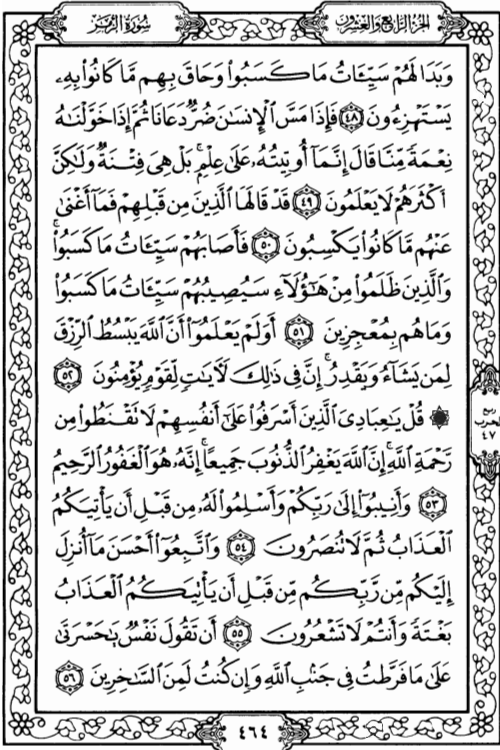 الجزء الرابع والعشرون
سورة الزمر
وَبَدَا لَهُمْ سَيِّـَٔاتُ مَا كَسَبُوا۟ وَحَاقَ بِهِم مَّا كَانُوا۟ بِهِۦ
يَسْتَهْزِءُونَ ٤٨ فَإِذَا مَسَّ ٱلْإِنسَٰنَ ضُرٌّ دَعَانَا ثُمَّ إِذَا خَوَّلْنَٰهُ
نِعْمَةً مِّنَّا قَالَ إِنَّمَآ أُوتِيتُهُۥ عَلَىٰ عِلْمٍۭ ۚ بَلْ هِىَ فِتْنَةٌ وَلَٰكِنَّ
أَكْثَرَهُمْ لَا يَعْلَمُونَ ٤٩ قَدْ قَالَهَا ٱلَّذِينَ مِن قَبْلِهِمْ فَمَآ أَغْنَىٰ
عَنْهُم مَّا كَانُوا۟ يَكْسِبُونَ ٥٠ فَأَصَابَهُمْ سَيِّـَٔاتُ مَا كَسَبُوا۟ ۚ
وَٱلَّذِينَ ظَلَمُوا۟ مِنْ هَٰٓؤُلَآءِ سَيُصِيبُهُمْ سَيِّـَٔاتُ مَا كَسَبُوا۟
وَمَا هُم بِمُعْجِزِينَ ٥١ أَوَلَمْ يَعْلَمُوٓا۟ أَنَّ ٱللَّهَ يَبْسُطُ ٱلرِّزْقَ
لِمَن يَشَآءُ وَيَقْدِرُ ۚ إِنَّ فِى ذَٰلِكَ لَءَايَٰتٍ لِّقَوْمٍ يُؤْمِنُونَ ٥٢
۞ قُلْ يَٰعِبَادِىَ ٱلَّذِينَ أَسْرَفُوا۟ عَلَىٰٓ أَنفُسِهِمْ لَا تَقْنَطُوا۟ مِن
رَّحْمَةِ ٱللَّهِ ۚ إِنَّ ٱللَّهَ يَغْفِرُ ٱلذُّنُوبَ جَمِيعًا ۚ إِنَّهُۥ هُوَ ٱلْغَفُورُ ٱلرَّحِيمُ
٥٣ وَأَنِيبُوٓا۟ إِلَىٰ رَبِّكُمْ وَأَسْلِمُوا۟ لَهُۥ مِن قَبْلِ أَن يَأْتِيَكُمُ
ٱلْعَذَابُ ثُمَّ لَا تُنصَرُونَ ٥٤ وَٱتَّبِعُوٓا۟ أَحْسَنَ مَآ أُنزِلَ
إِلَيْكُم مِّن رَّبِّكُم مِّن قَبْلِ أَن يَأْتِيَكُمُ ٱلْعَذَابُ
بَغْتَةً وَأَنتُمْ لَا تَشْعُرُونَ ٥٥ أَن تَقُولَ نَفْسٌ يَٰحَسْرَتَىٰ
عَلَىٰ مَا فَرَّطتُ فِى جَنۢبِ ٱللَّهِ وَإِن كُنتُ لَمِنَ ٱلسَّٰخِرِينَ ٥٦
ربع
الحزب
٤٧
٤٦٤